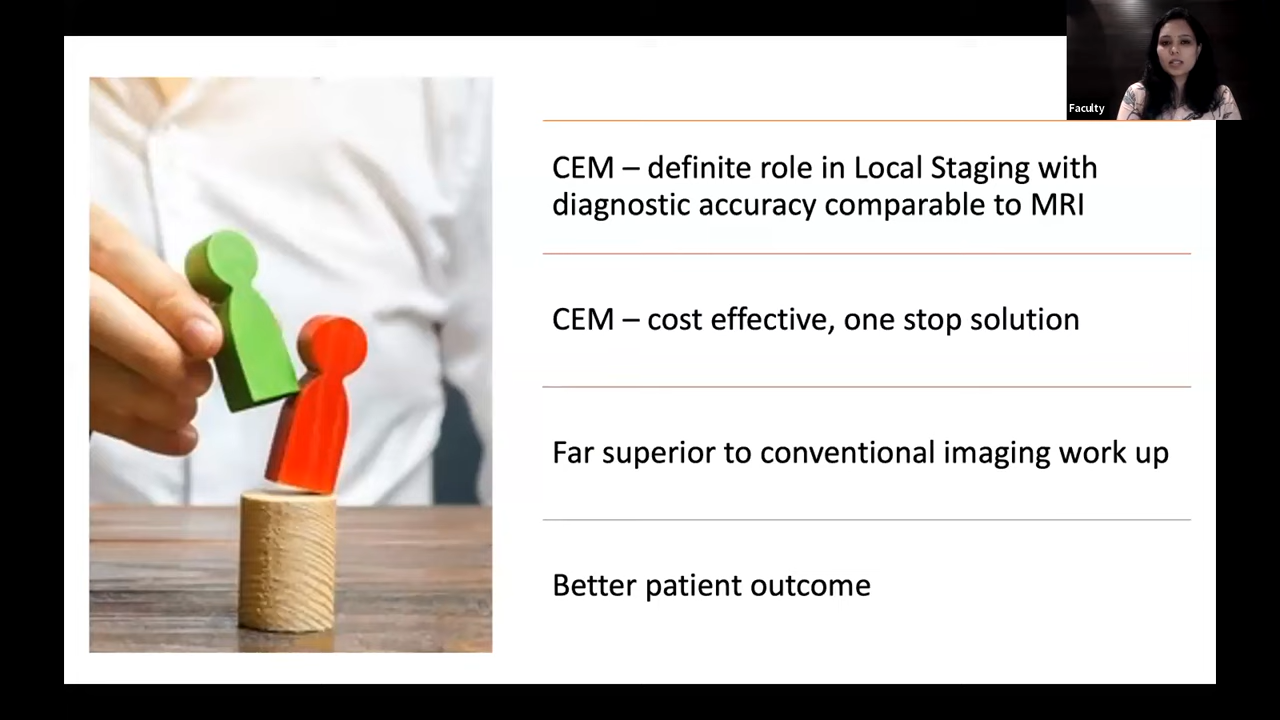 Faculty
CEM – definite role in Local Staging with
diagnostic accuracy comparable to MRI
CEM – cost effective, one stop solution
Far superior to conventional imaging work up
Better patient outcome